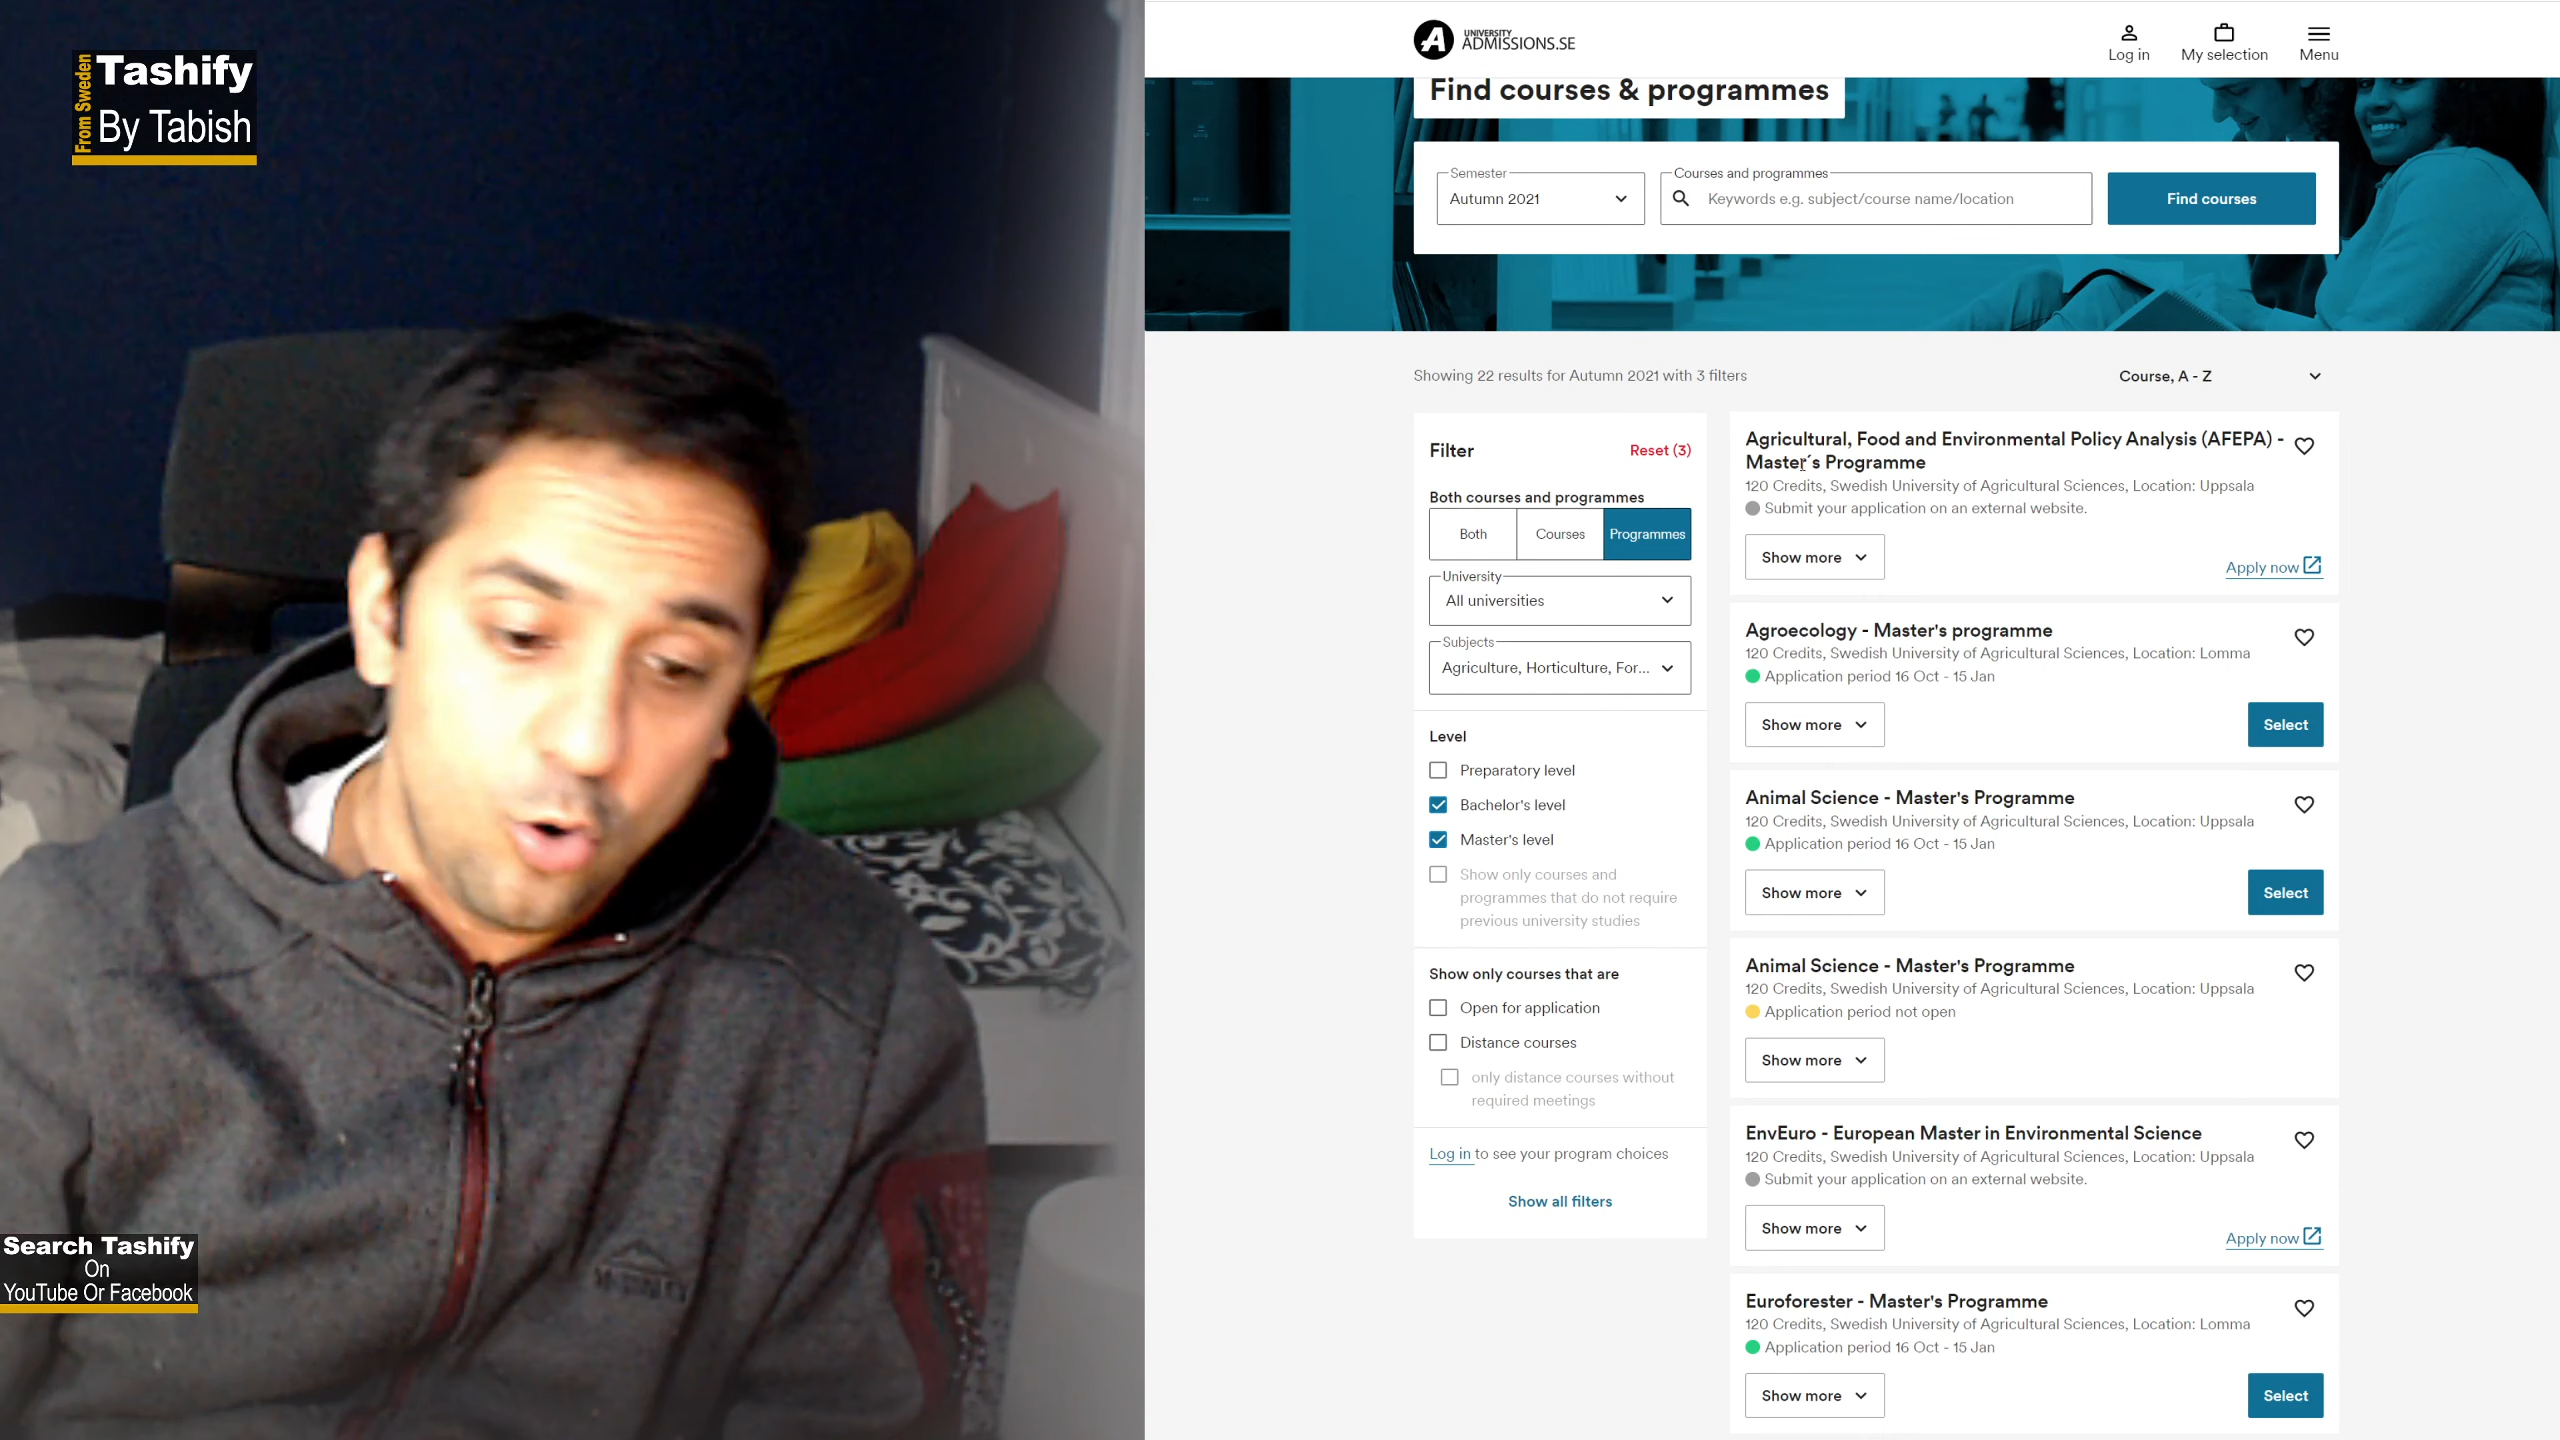 From Sweden
Tashify
By Tabish
Search Tashify
On
YouTube Or Facebook
A UNIVERSITY
ADMISSIONS.SE
Log in
My selection
Menu
Find courses & programmes
Semester
Autumn 2021
Courses and programmes
Keywords e.g. subject/course name/location
Find courses
Showing 22 results for Autumn 2021 with 3 filters
Course, A - Z
Filter
Reset (3)
Both courses and programmes
Both
Courses
Programmes
University
All universities
Subjects
Agriculture, Horticulture, For...
Level
Preparatory level
Bachelor's level
Master's level
Show only courses and
programmes that do not require
previous university studies
Show only courses that are
Open for application
Distance courses
only distance courses without
required meetings
Log in to see your program choices
Show all filters
Agricultural, Food and Environmental Policy Analysis (AFEPA) -
Master´s Programme
120 Credits, Swedish University of Agricultural Sciences, Location: Uppsala
Submit your application on an external website.
Show more
Apply now
Agroecology - Master's programme
120 Credits, Swedish University of Agricultural Sciences, Location: Lomma
Application period 16 Oct - 15 Jan
Show more
Select
Animal Science - Master's Programme
120 Credits, Swedish University of Agricultural Sciences, Location: Uppsala
Application period 16 Oct - 15 Jan
Show more
Select
Animal Science - Master's Programme
120 Credits, Swedish University of Agricultural Sciences, Location: Uppsala
Application period not open
Show more
EnvEuro - European Master in Environmental Science
120 Credits, Swedish University of Agricultural Sciences, Location: Uppsala
Submit your application on an external website.
Show more
Apply now
Euroforester - Master's Programme
120 Credits, Swedish University of Agricultural Sciences, Location: Lomma
Application period 16 Oct - 15 Jan
Show more
Select